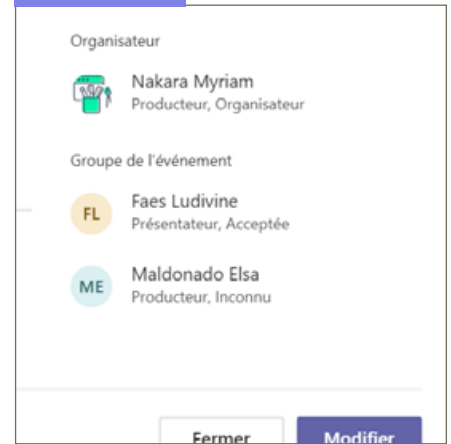 Organisateur
Nakara Myriam
Producteur, Organisateur
Groupe de l'événement
FL
Faes Ludivine
Présentateur, Acceptée
ME
Maldonado Elsa
Producteur, Inconnu
Fermer
Modifier